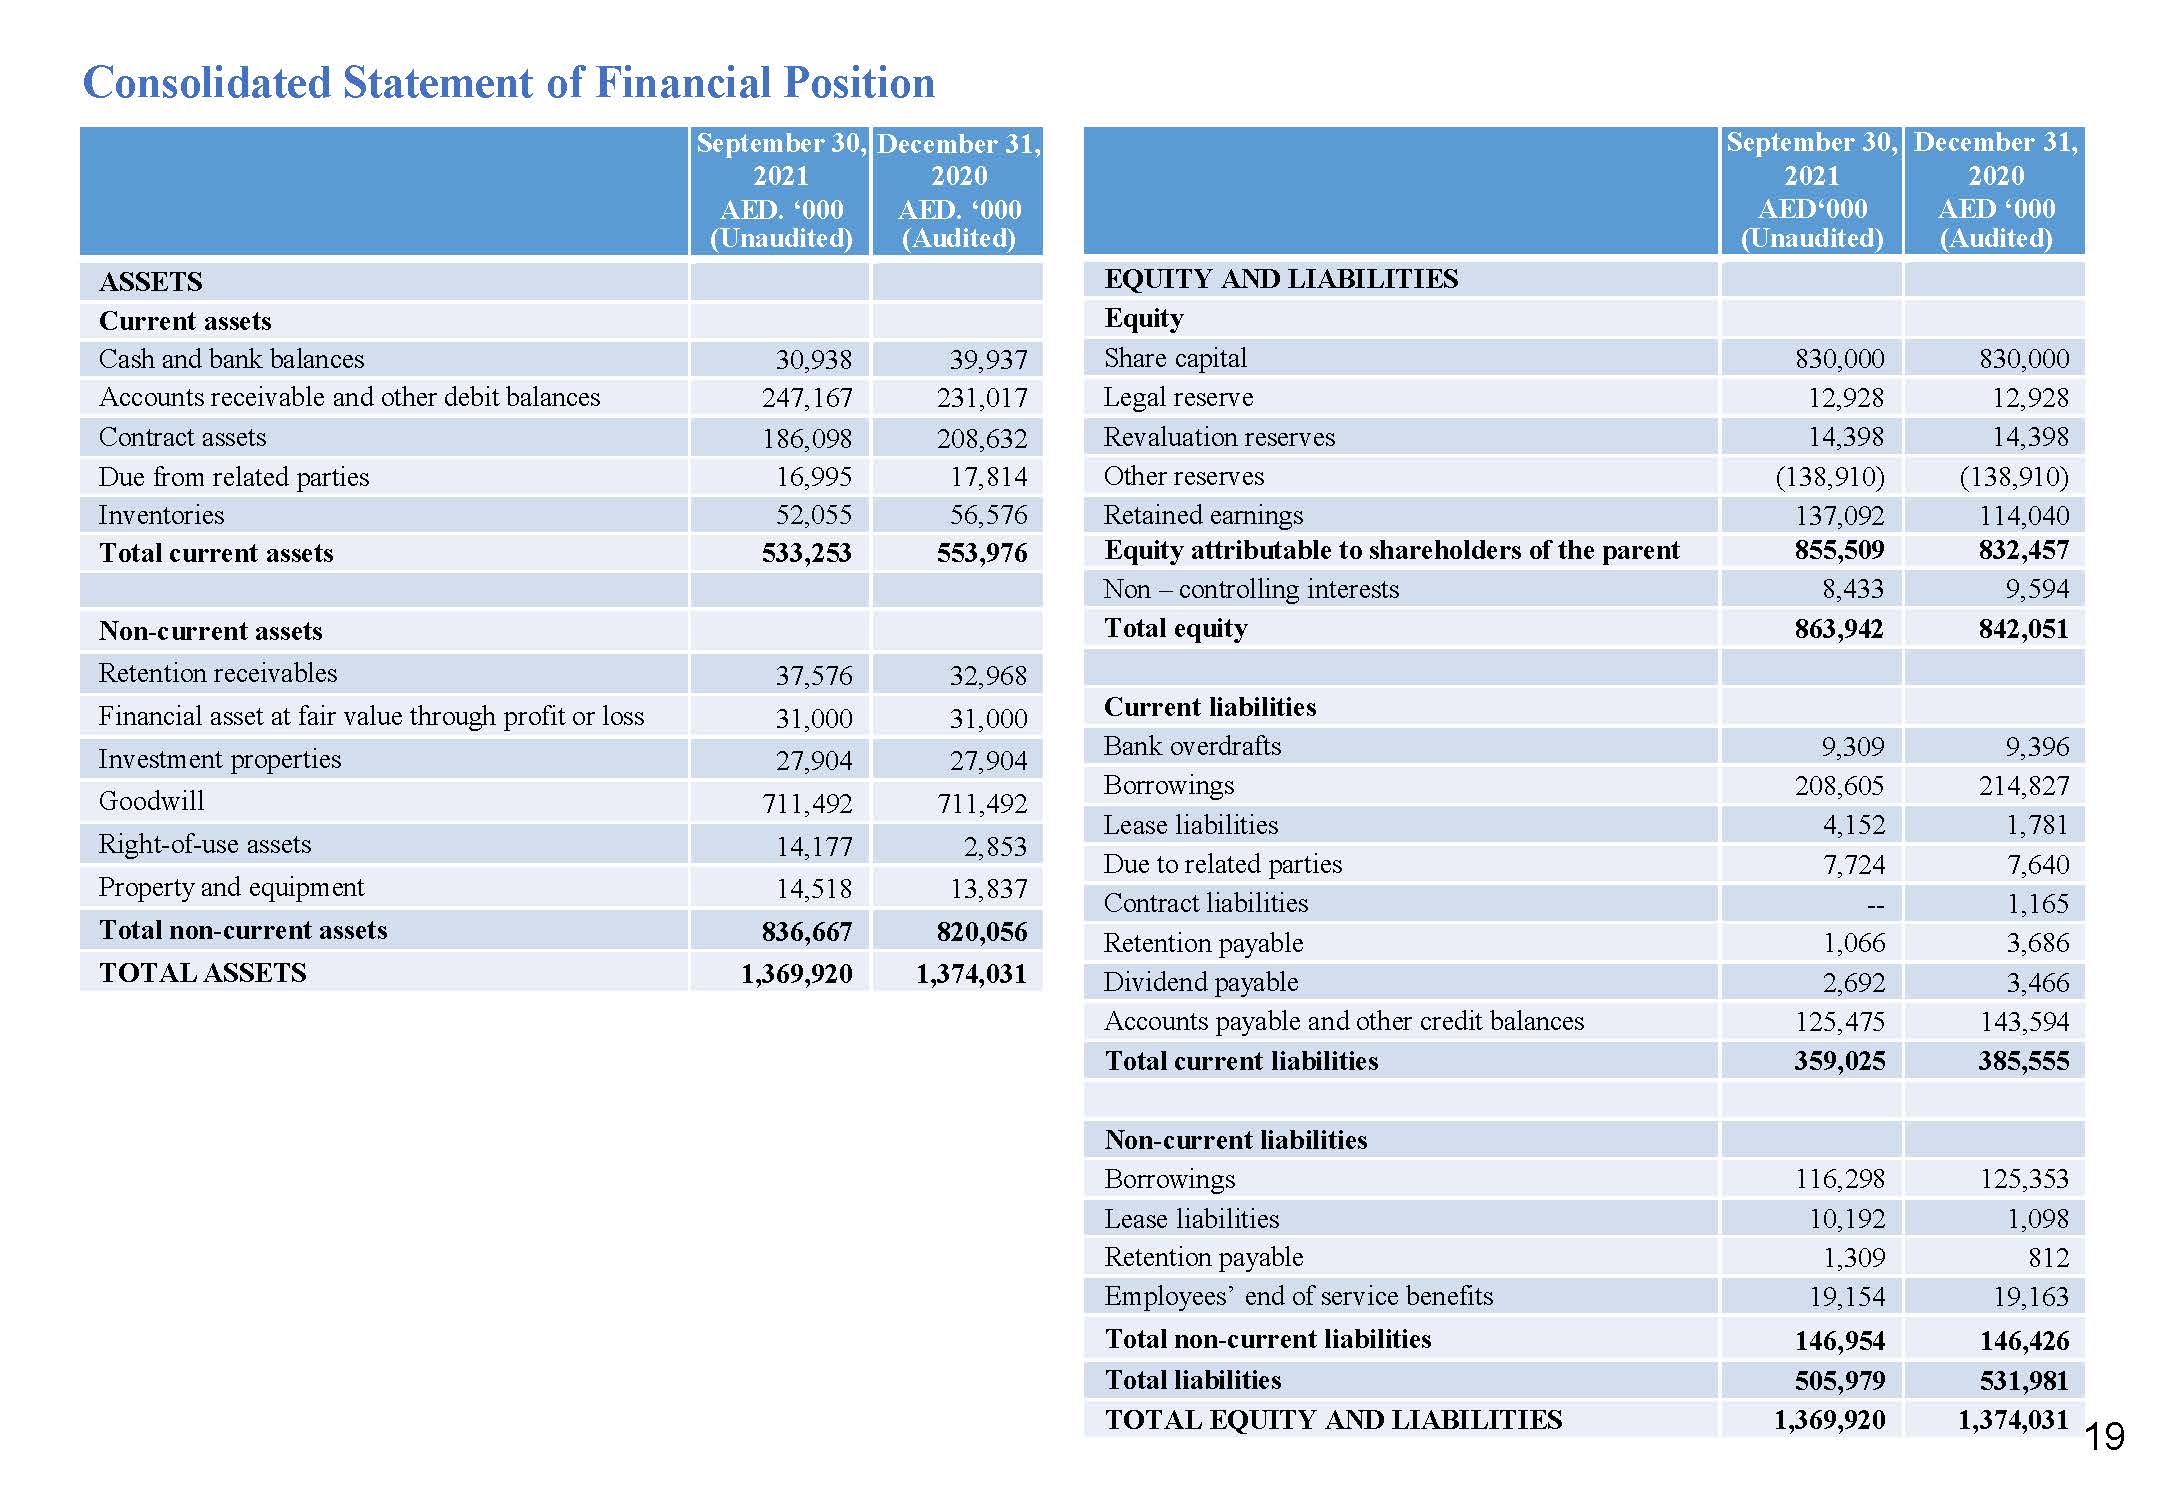 Consolidated Statement of Financial Position
September 30, 2021 AED. ‘000 (Unaudited) December 31, 2020 AED. ‘000 (Audited)
ASSETS
Current assets
Cash and bank balances 30,938 39,937
Accounts receivable and other debit balances 247,167 231,017
Contract assets 186,098 208,632
Due from related parties 16,995 17,814
Inventories 52,055 56,576
Total current assets 533,253 553,976
Non-current assets
Retention receivables 37,576 32,968
Financial asset at fair value through profit or loss 31,000 31,000
Investment properties 27,904 27,904
Goodwill 711,492 711,492
Right-of-use assets 14,177 2,853
Property and equipment 14,518 13,837
Total non-current assets 836,667 820,056
TOTAL ASSETS 1,369,920 1,374,031
September 30, 2021 AED‘000 (Unaudited) December 31, 2020 AED ‘000 (Audited)
EQUITY AND LIABILITIES
Equity
Share capital 830,000 830,000
Legal reserve 12,928 12,928
Revaluation reserves 14,398 14,398
Other reserves (138,910) (138,910)
Retained earnings 137,092 114,040
Equity attributable to shareholders of the parent 855,509 832,457
Non – controlling interests 8,433 9,594
Total equity 863,942 842,051
Current liabilities
Bank overdrafts 9,309 9,396
Borrowings 208,605 214,827
Lease liabilities 4,152 1,781
Due to related parties 7,724 7,640
Contract liabilities -- 1,165
Retention payable 1,066 3,686
Dividend payable 2,692 3,466
Accounts payable and other credit balances 125,475 143,594
Total current liabilities 359,025 385,555
Non-current liabilities
Borrowings 116,298 125,353
Lease liabilities 10,192 1,098
Retention payable 1,309 812
Employees’ end of service benefits 19,154 19,163
Total non-current liabilities 146,954 146,426
Total liabilities 505,979 531,981
TOTAL EQUITY AND LIABILITIES 1,369,920 1,374,031
19